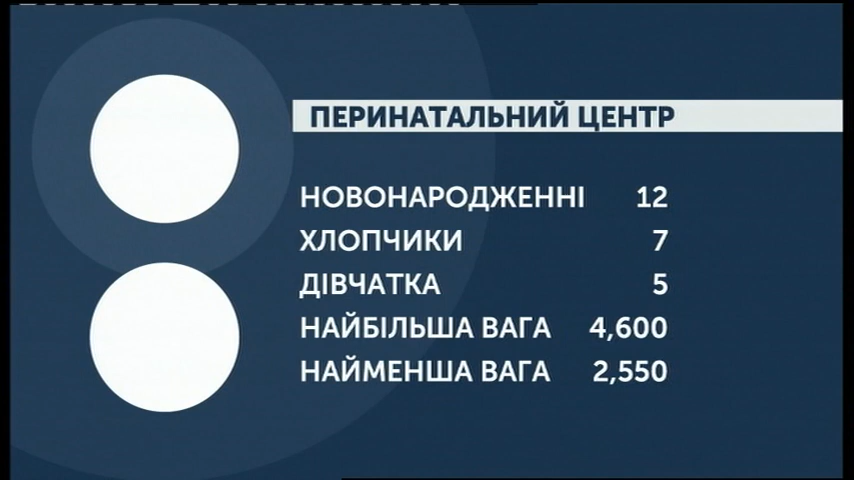 ПЕРИНАТАЛЬНИЙ ЦЕНТР
НОВОНАРОДЖЕННІ 12
ХЛОПЧИКИ 7
ДІВЧАТКА 5
НАЙБІЛЬША ВАГА 4,600
НАЙМЕНША ВАГА 2,550